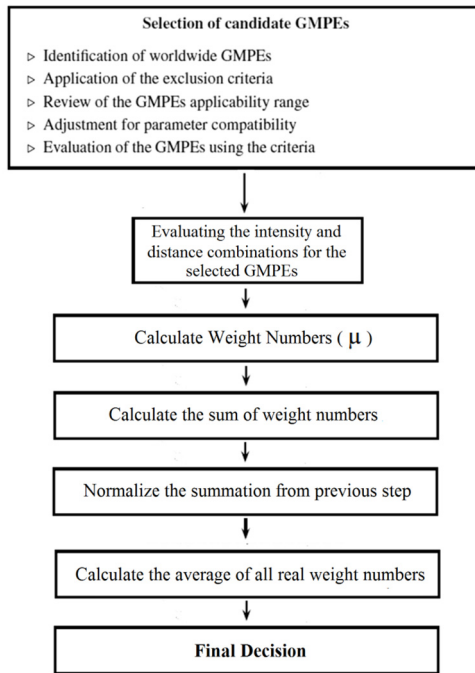 Selection of candidate GMPEs
▷ Identification of worldwide GMPEs
▷ Application of the exclusion criteria
▷ Review of the GMPEs applicability range
▷ Adjustment for parameter compatibility
▷ Evaluation of the GMPEs using the criteria
Evaluating the intensity and
distance combinations for the
selected GMPEs
Calculate Weight Numbers ( μ )
Calculate the sum of weight numbers
Normalize the summation from previous step
Calculate the average of all real weight numbers
Final Decision